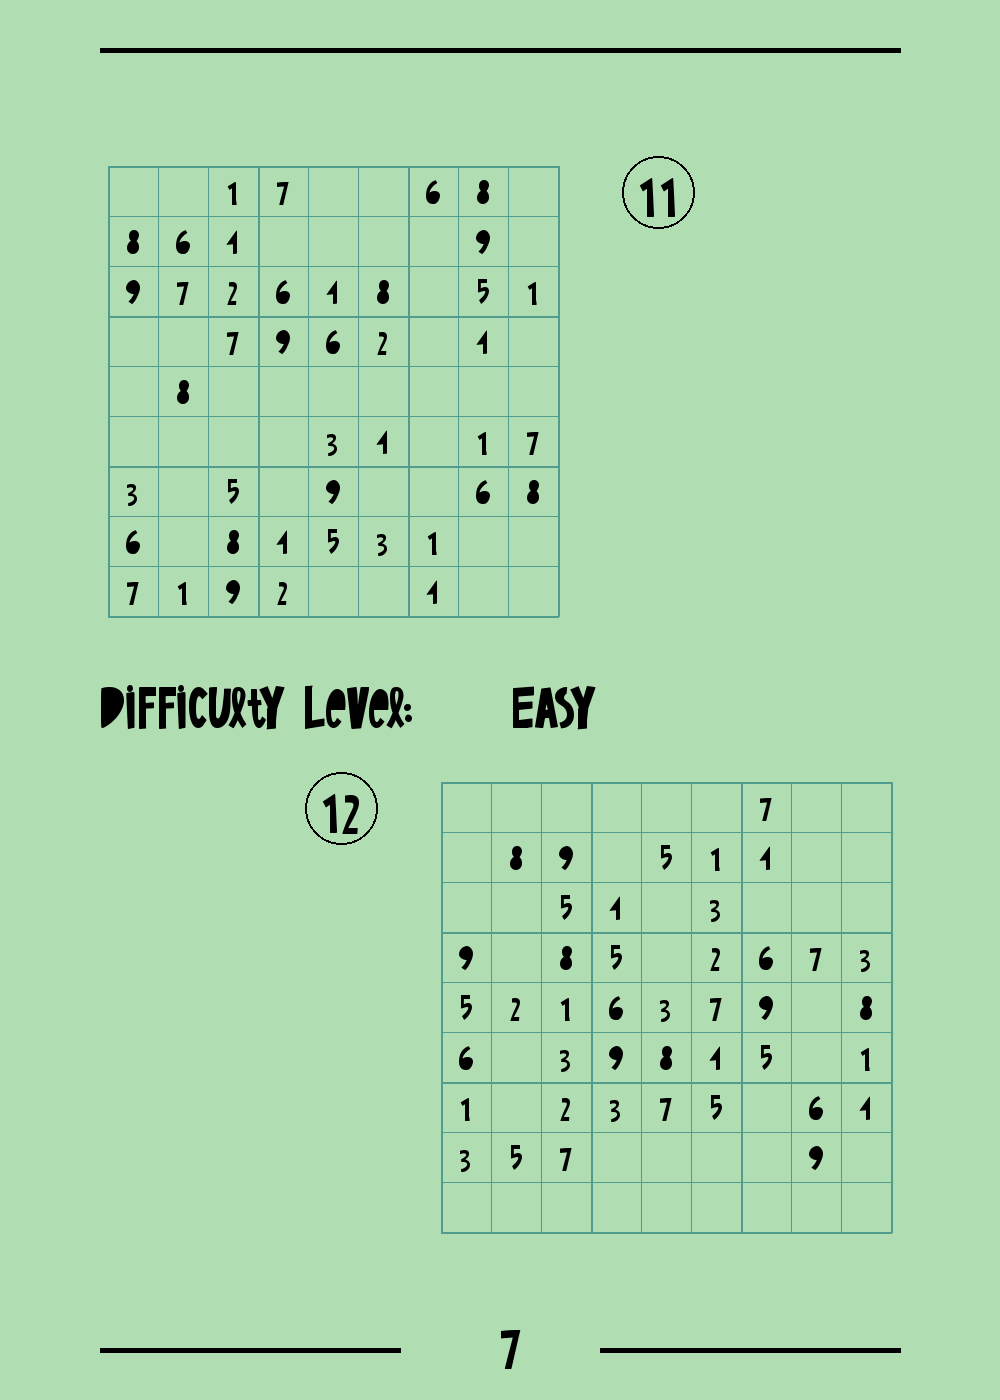 11
1 7 6 8
8 6 4 9
9 7 2 6 4 8 5 1
7 9 6 2 4
8
3 4 1 7
3 5 9 6 8
6 8 4 5 3 1
7 1 9 2 4
Difficulty Level: EASY
12
7
8 9 5 1 4
5 4 3
9 8 5 2 6 7 3
5 2 1 6 3 7 9 8
6 3 9 8 4 5 1
1 2 3 7 5 6 4
3 5 7 9
7